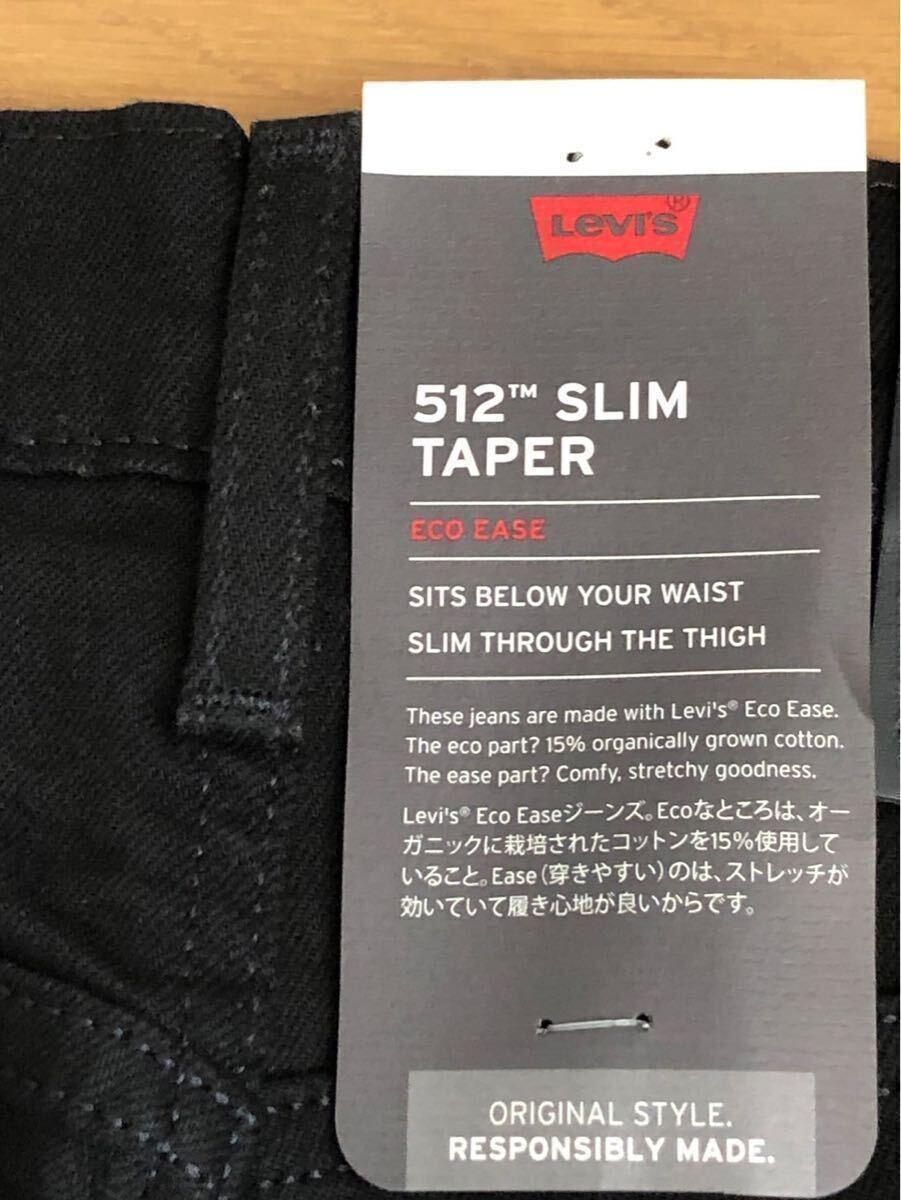 LEVI'S®
512™ SLIM
TAPER
ECO EASE
SITS BELOW YOUR WAIST
SLIM THROUGH THE THIGH
These jeans are made with Levi's® Eco Ease.
The eco part? 15% organically grown cotton.
The ease part? Comfy, stretchy goodness.
Levi's® Eco Easeジーンズ。Ecoなところは、オー
ガニックに栽培されたコットンを15%使用して
いること。Ease(穿きやすい)のは、ストレッチが
効いていて履き心地が良いからです。
ORIGINAL STYLE.
RESPONSIBLY MADE.